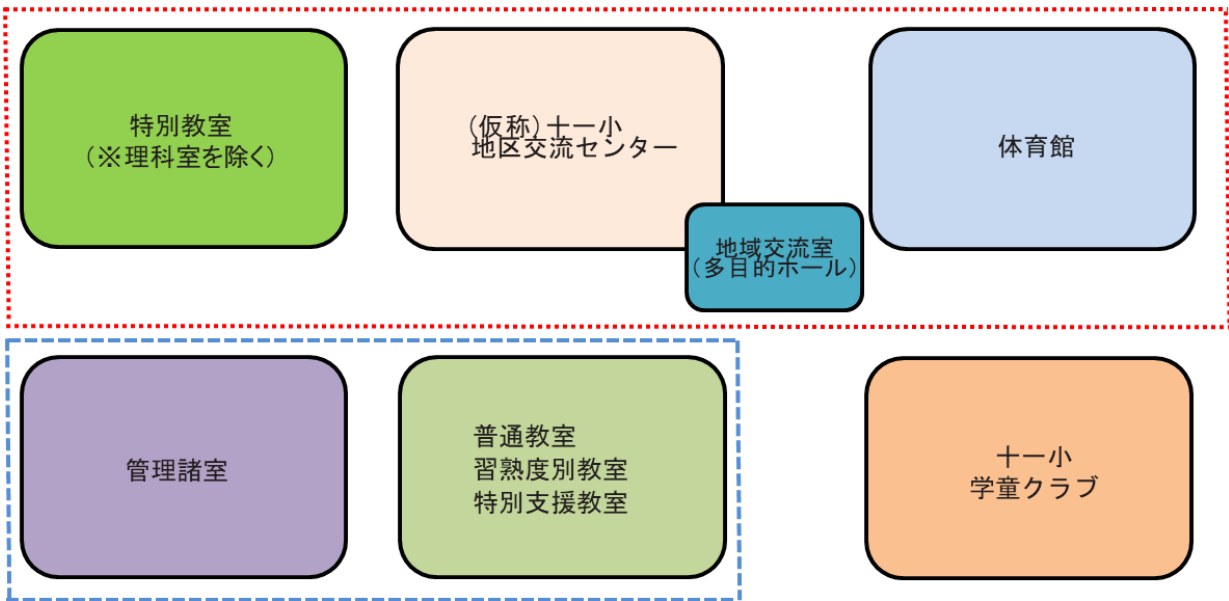 特別教室
(※理科室を除く)
(仮称)十一小
地区交流センター
体育館
地域交流室
(多目的ホール)
管理諸室
普通教室
習熟度別教室
特別支援教室
十一小
学童クラブ